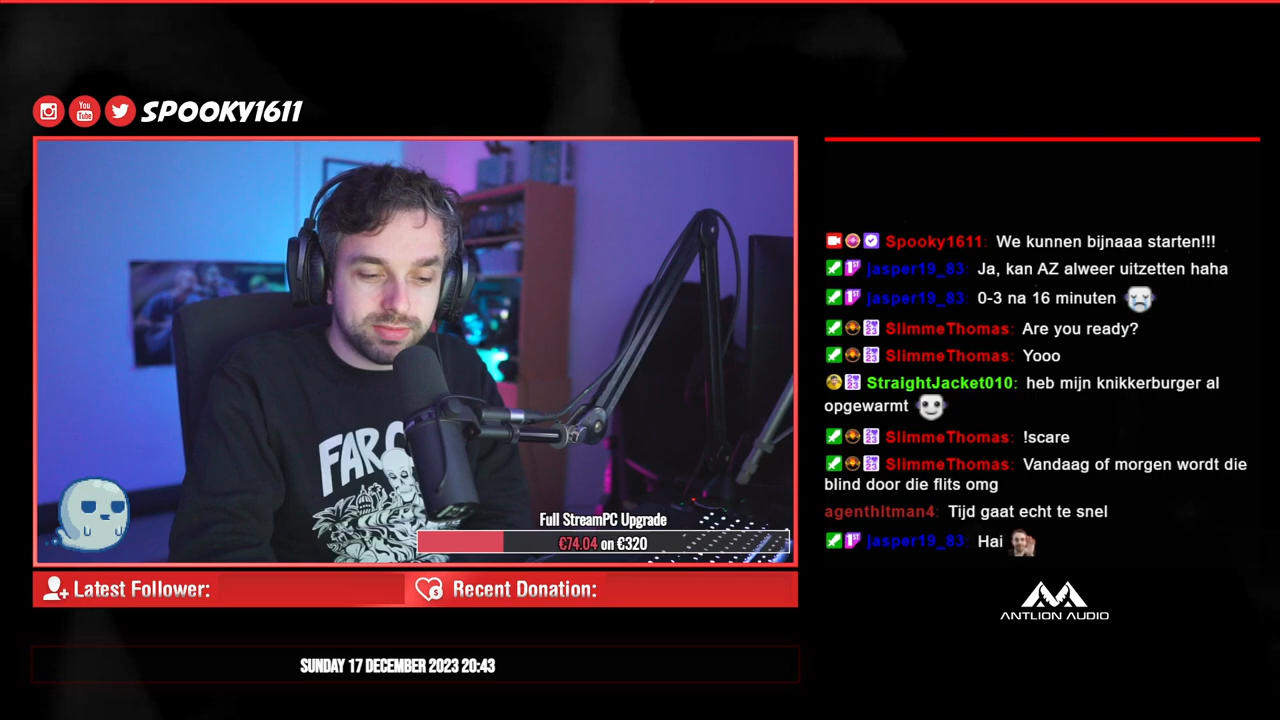 You
Tube
SPOOKY1611
Spooky1611: We kunnen bijnaaa starten!!!
jasper19_83: Ja, kan AZ alweer uitzetten haha
jasper19_83: 0-3 na 16 minuten
SlimmeThomas: Are you ready?
SlimmeThomas: Yooo
StraightJacket010: heb mijn knikkerburger al
opgewarmt
SlimmeThomas: !scare
SlimmeThomas: Vandaag of morgen wordt die
blind door die flits omg
agenthitman4: Tijd gaat echt te snel
jasper19_83: Hai
FAR C
Full StreamPC Upgrade
€74.04 on €320
Latest Follower:
Recent Donation:
ANTLION AUDIO
SUNDAY 17 DECEMBER 2023 20:43